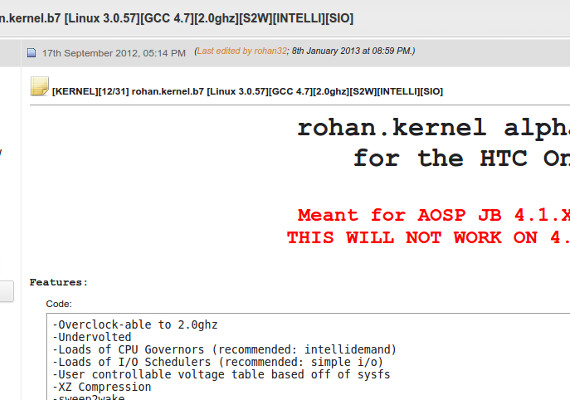 n.kernel.b7 [Linux 3.0.57][GCC 4.7][2.0ghz][S2W][INTELLI][SIO]
17th September 2012, 05:14 PM (Last edited by rohan32; 8th January 2013 at 08:59 PM.)
[KERNEL][12/31] rohan.kernel.b7 [Linux 3.0.57][GCC 4.7][2.0ghz][S2W][INTELLI][SIO]
rohan.kernel alpha
for the HTC On
Meant for AOSP JB 4.1.X
THIS WILL NOT WORK ON 4.
Features:
Code:
-Overclock-able to 2.0ghz
-Undervolted
-Loads of CPU Governors (recommended: intellidemand)
-Loads of I/O Schedulers (recommended: simple i/o)
-User controllable voltage table based off of sysfs
-XZ Compression
-sweep2wake